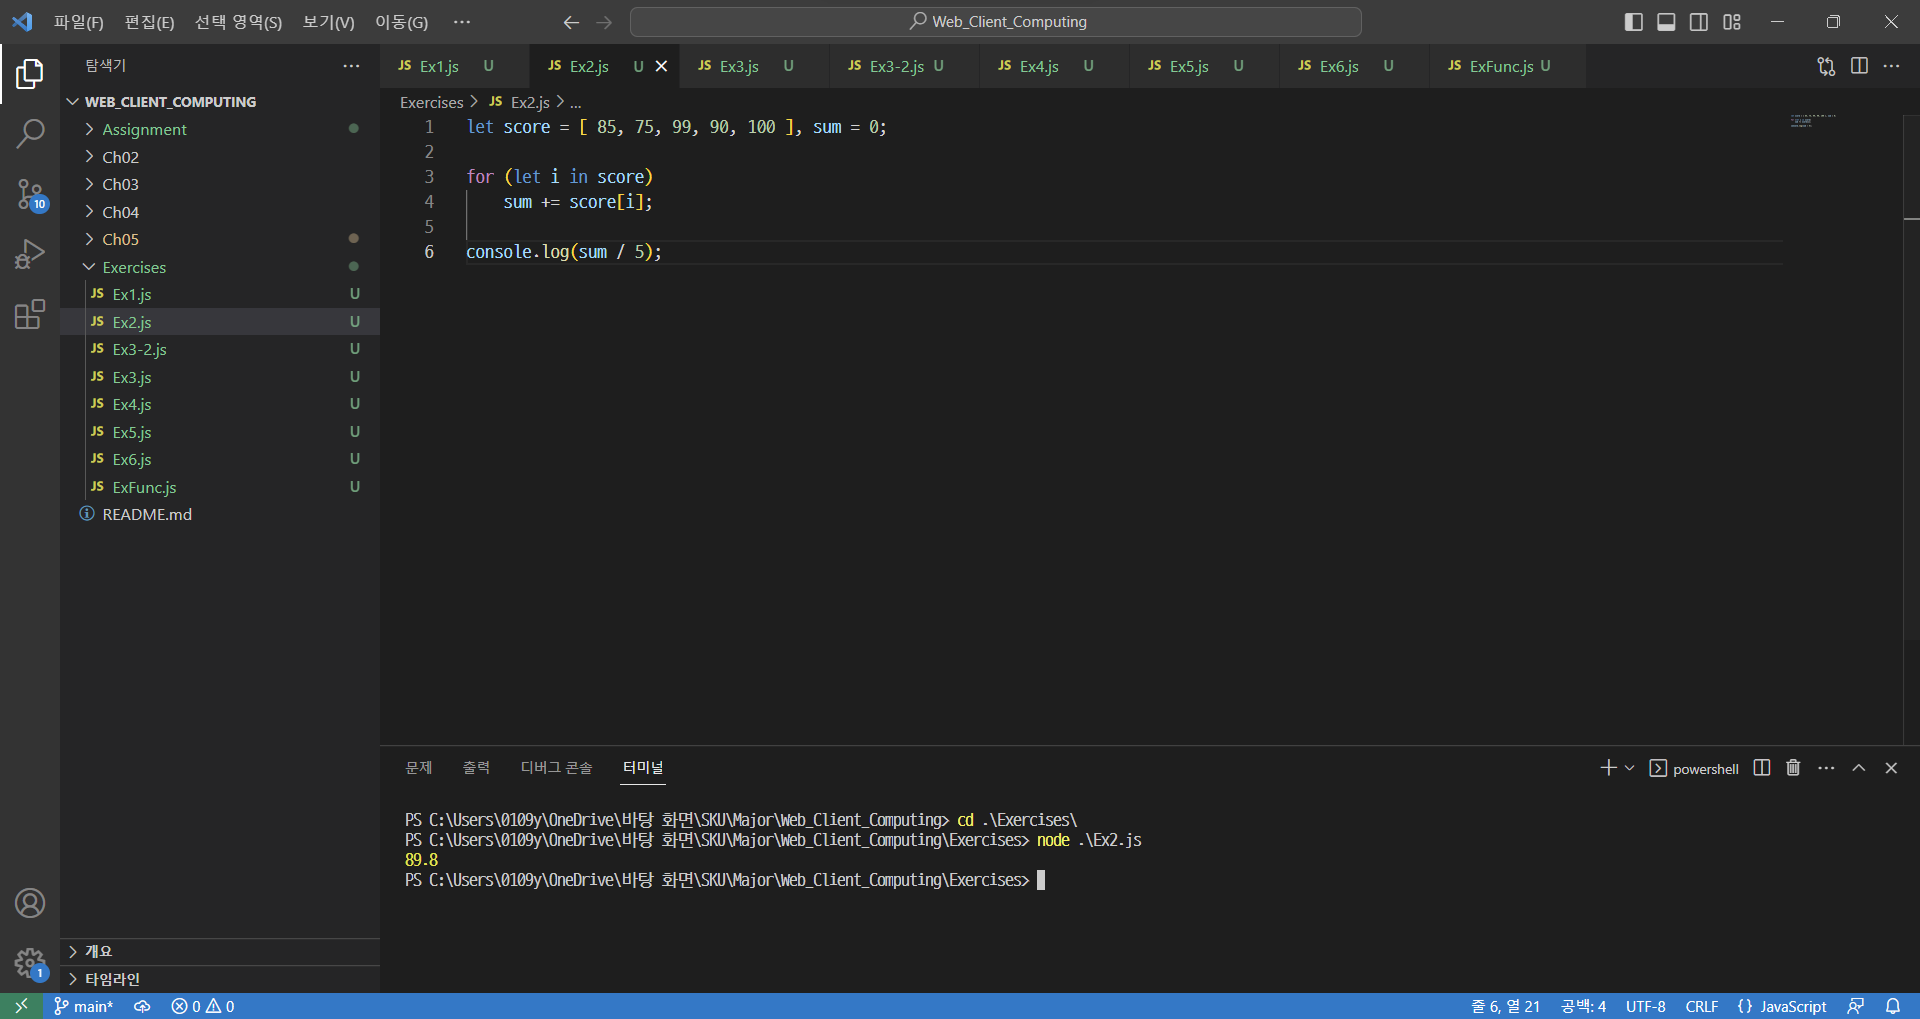 파일(F) 편집(E) 선택 영역(S) 보기(V) 이동(G) ... Web_Client_Computing
탐색기 ...
WEB_CLIENT_COMPUTING
Assignment
Ch02
Ch03
Ch04
Ch05
Exercises
JS Ex1.js U
JS Ex2.js U
JS Ex3-2.js U
JS Ex3.js U
JS Ex4.js U
JS Ex5.js U
JS Ex6.js U
JS ExFunc.js U
README.md
개요
타임라인
10
1
JS Ex1.js U JS Ex2.js U JS Ex3.js U JS Ex3-2.js U JS Ex4.js U JS Ex5.js U JS Ex6.js U JS ExFunc.js U
Exercises > JS Ex2.js > ...
1 let score = [ 85, 75, 99, 90, 100 ], sum = 0;
2
3 for (let i in score)
4 sum += score[i];
5
6 console.log(sum / 5);
문제 출력 디버그 콘솔 터미널 powershell
PS C:\Users\0109y\OneDrive\바탕 화면\SKU\Major\Web_Client_Computing> cd .\Exercises\
PS C:\Users\0109y\OneDrive\바탕 화면\SKU\Major\Web_Client_Computing\Exercises> node .\Ex2.js
89.8
PS C:\Users\0109y\OneDrive\바탕 화면\SKU\Major\Web_Client_Computing\Exercises>
main* 0 0 줄 6, 열 21 공백: 4 UTF-8 CRLF {} JavaScript